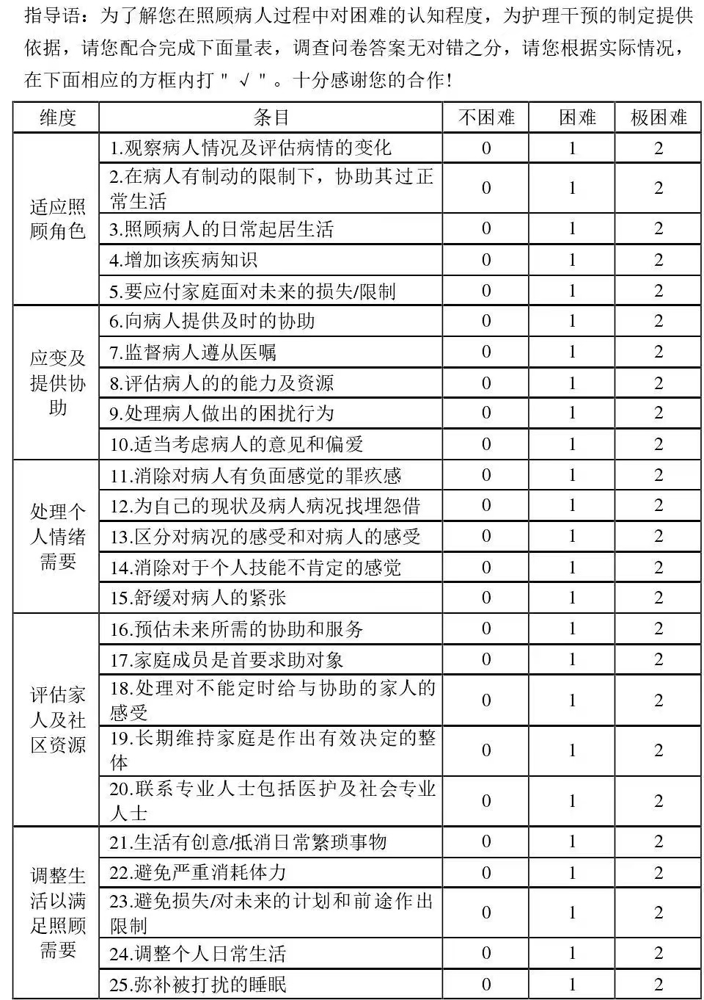 指导语：为了解您在照顾病人过程中对困难的认知程度，为护理干预的制定提供
依据，请您配合完成下面量表，调查问卷答案无对错之分，请您根据实际情况，
在下面相应的方框内打＂√＂。十分感谢您的合作!
维度 条目 不困难 困难 极困难
适应照
顾角色
1.观察病人情况及评估病情的变化 0 1 2
2.在病人有制动的限制下，协助其过正
常生活 0 1 2
3.照顾病人的日常起居生活 0 1 2
4.增加该疾病知识 0 1 2
5.要应付家庭面对未来的损失/限制 0 1 2
应变及
提供协
助
6.向病人提供及时的协助 0 1 2
7.监督病人遵从医嘱 0 1 2
8.评估病人的的能力及资源 0 1 2
9.处理病人做出的困扰行为 0 1 2
10.适当考虑病人的意见和偏爱 0 1 2
处理个
人情绪
需要
11.消除对病人有负面感觉的罪疚感 0 1 2
12.为自己的现状及病人病况找埋怨借 0 1 2
13.区分对病况的感受和对病人的感受 0 1 2
14.消除对于个人技能不肯定的感觉 0 1 2
15.舒缓对病人的紧张 0 1 2
评估家
人及社
区资源
16.预估未来所需的协助和服务 0 1 2
17.家庭成员是首要求助对象 0 1 2
18.处理对不能定时给与协助的家人的
感受 0 1 2
19.长期维持家庭是作出有效决定的整
体 0 1 2
20.联系专业人士包括医护及社会专业
人士 0 1 2
调整生
活以满
足照顾
需要
21.生活有创意/抵消日常繁琐事物 0 1 2
22.避免严重消耗体力 0 1 2
23.避免损失/对未来的计划和前途作出
限制 0 1 2
24.调整个人日常生活 0 1 2
25.弥补被打扰的睡眠 0 1 2